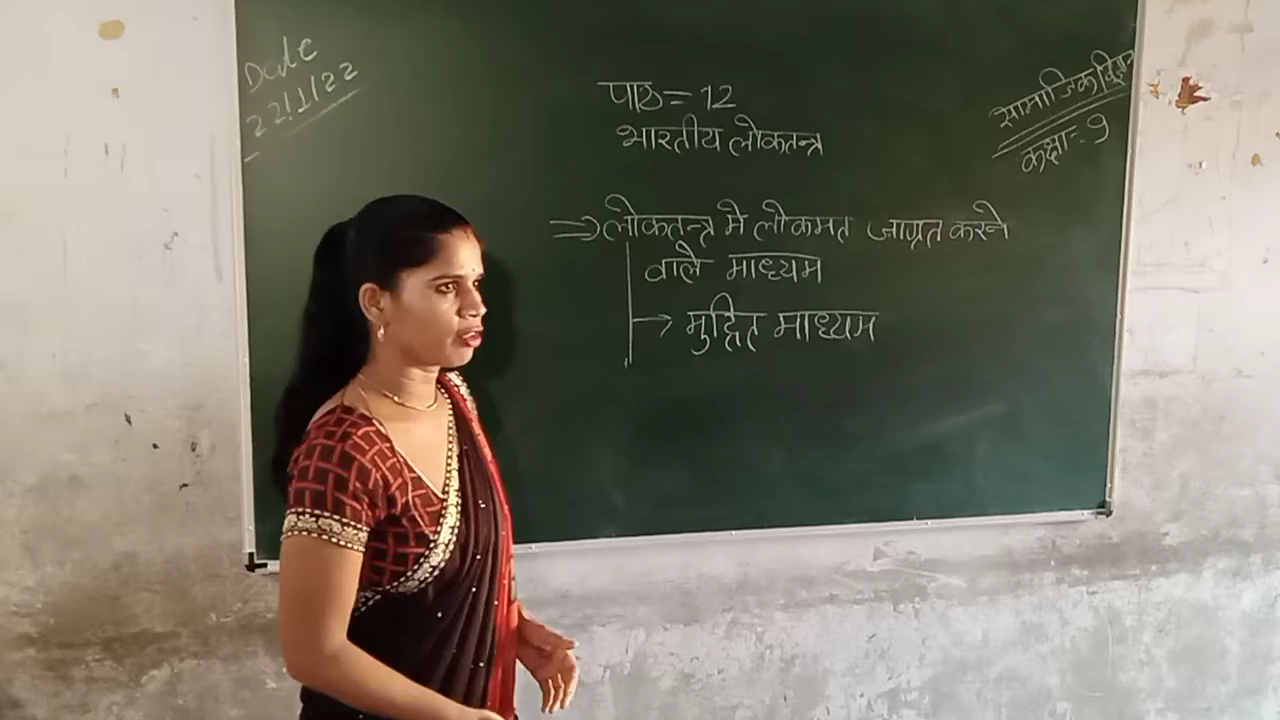 Date
22/1/22
पाठ = 12
भारतीय लोकतन्त्र
सामाजिक विज्ञान
कक्षा = 9
⇒ लोकतन्त्र मे लोकमत जाग्रत करने
वाले माध्यम
→ मुद्रित माध्यम